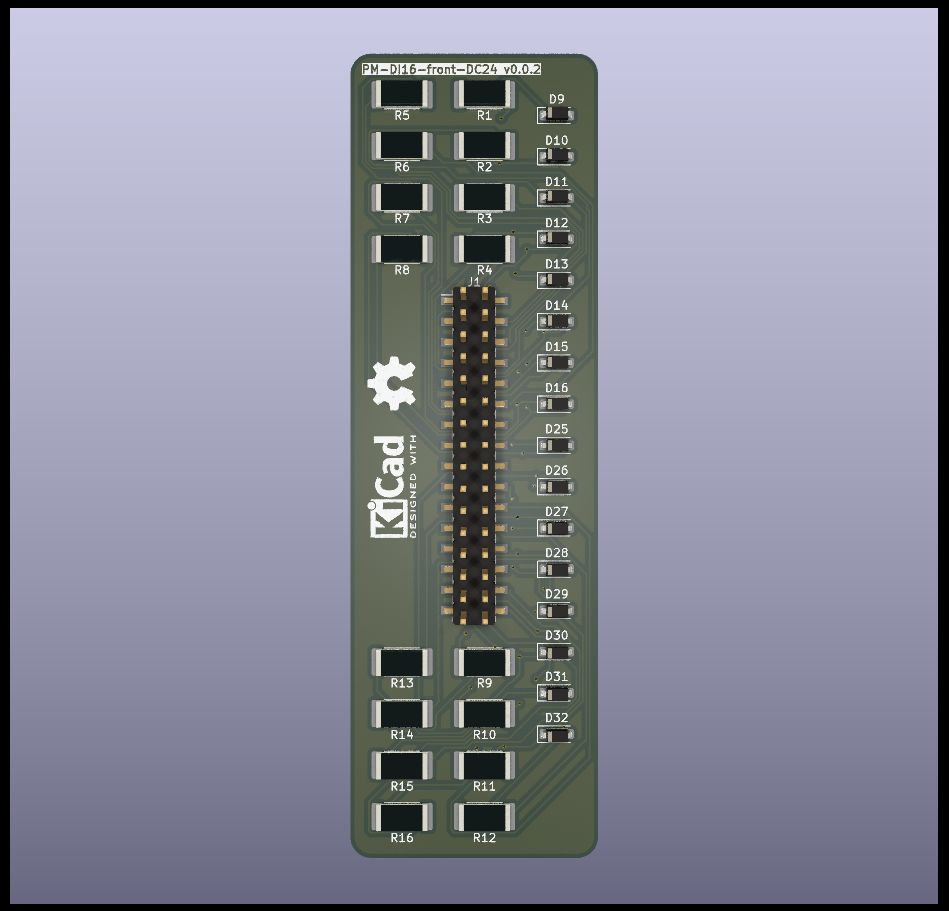 PM-DI16-front-DC24 v0.0.2
R5 R1 D9
R6 R2 D10
R7 R3 D11
D12
R8 R4 D13
J1
D14
D15
D16
D25
D26
D27
D28
D29
D30
D31
D32
KiCad
DESIGNED WITH
R13 R9
R14 R10
R15 R11
R16 R12